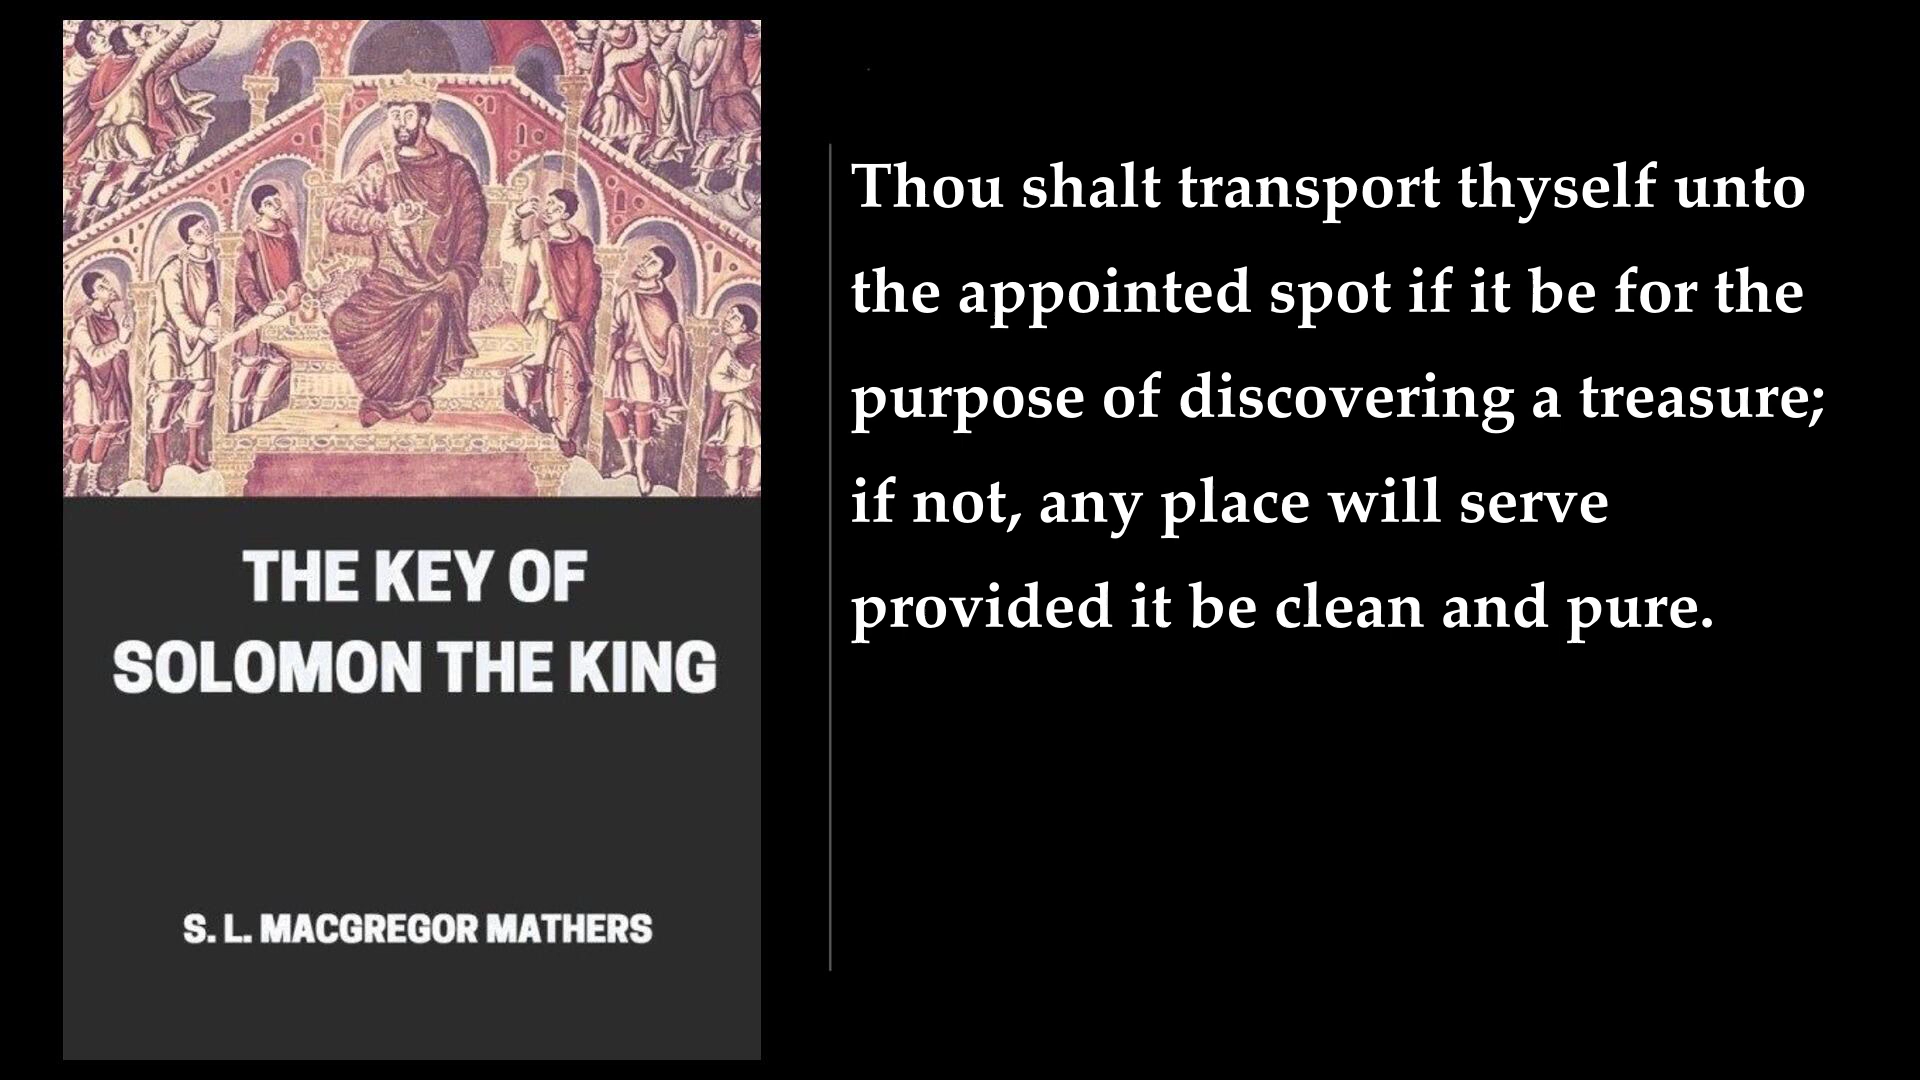 THE KEY OF
SOLOMON THE KING
S. L. MACGREGOR MATHERS
Thou shalt transport thyself unto
the appointed spot if it be for the
purpose of discovering a treasure;
if not, any place will serve
provided it be clean and pure.